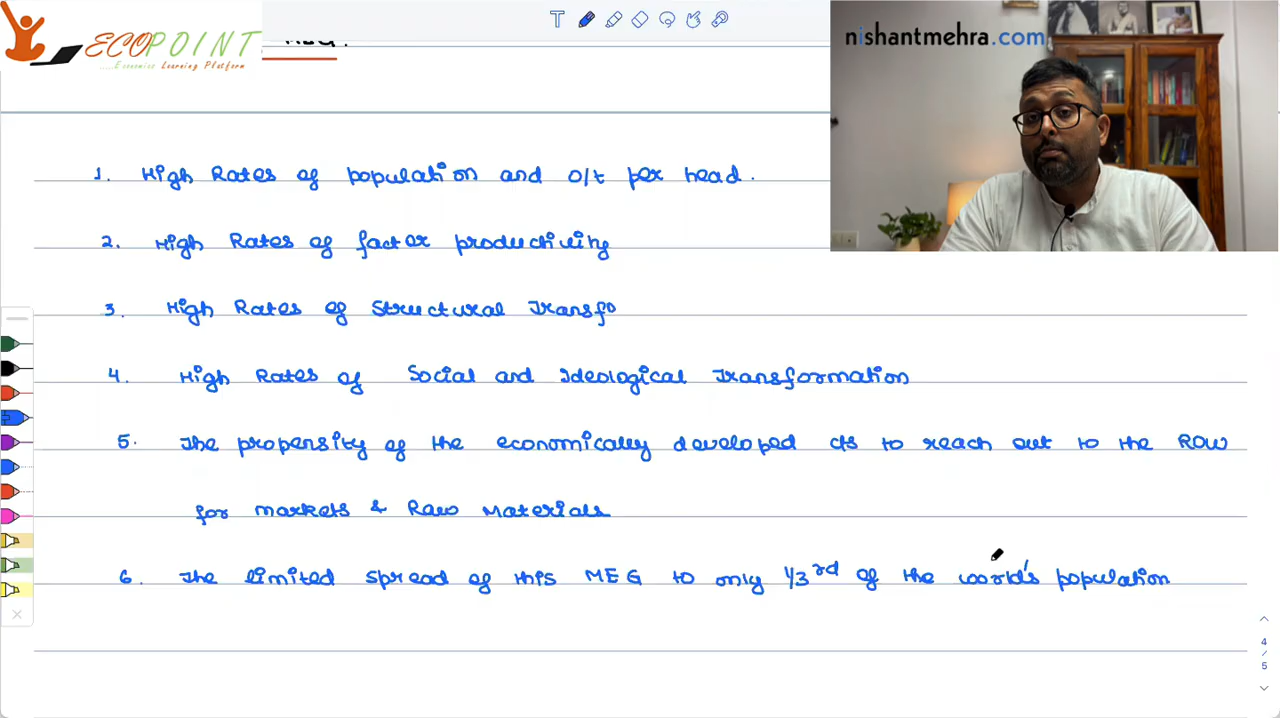 ECOPOINT
.....Economics Learning Platform
MEG.
nishantmehra.com
1. High Rates of population and o/t per head.
2. High Rates of factor productivity
3. High Rates of Structural Transfo
4. High Rates of Social and Ideological Transformation
5. The propensity of the economically developed cts to reach out to the ROW
for markets & Raw Materials
6. The limited spread of this MEG to only 1/3rd of the world's population
4
/
5